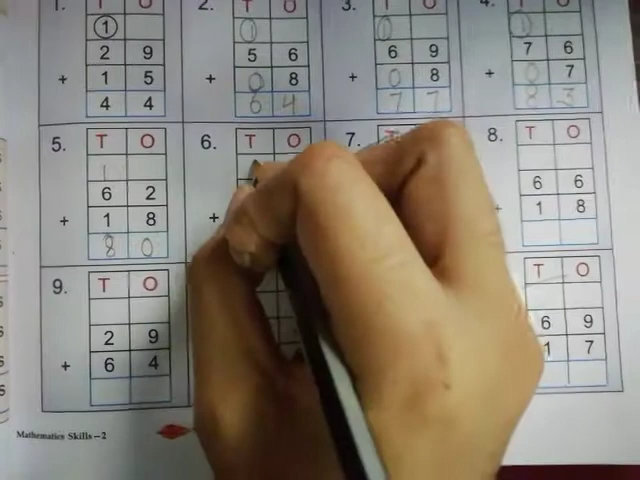 1. 2. 3. 4.
T O T O T O T O
1 0 0 0
2 9 5 6 6 9 7 6
+ 1 5 + 0 8 + 0 8 + 0 7
4 4 6 4 7 7 8 3
5. 6. 7. 8.
T O T O T T O
1
6 2 6 6
+ 1 8 + 1 8
8 0
9.
T O T O
2 9 6 9
+ 6 4 1 7
Mathematics Skills–2